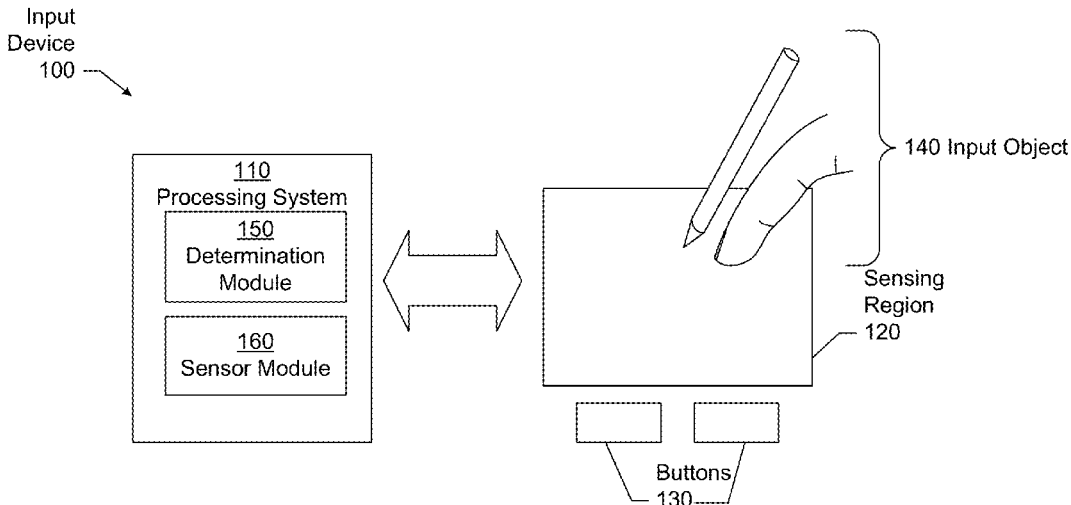 Input
Device
100
110
Processing System
150
Determination
Module
160
Sensor Module
140 Input Object
Sensing
Region
120
Buttons
130